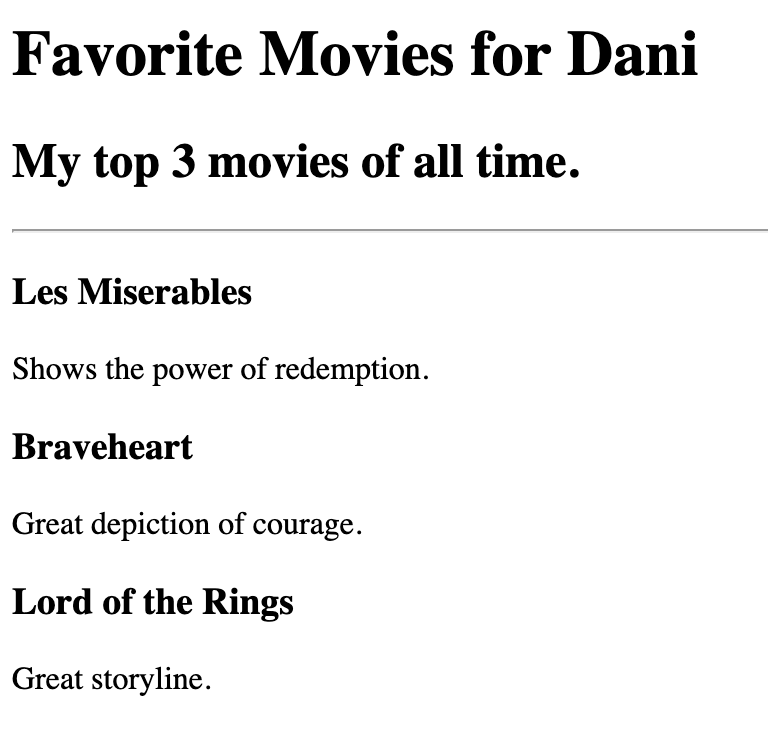 Favorite Movies for Dani
My top 3 movies of all time.
Les Miserables
Shows the power of redemption.
Braveheart
Great depiction of courage.
Lord of the Rings
Great storyline.